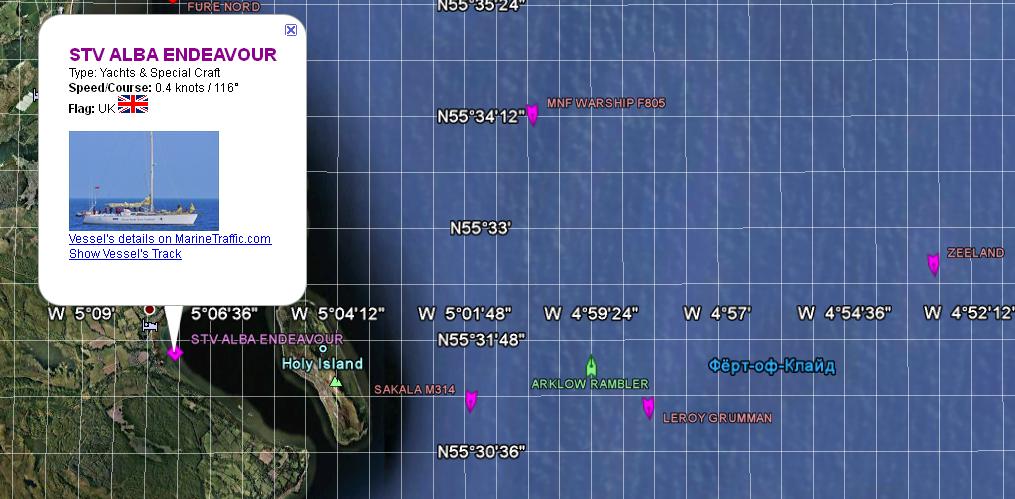 FURE NORD
N55°35'24"
STV ALBA ENDEAVOUR
Type: Yachts & Special Craft
Speed/Course: 0.4 knots / 116°
Flag: UK
Vessel's details on MarineTraffic.com
Show Vessel's Track
MNF WARSHIP F805
N55°34'12"
N55°33'
ZEELAND
W 5°09' 5°06'36" W 5°04'12" W 5°01'48" W 4°59'24" W 4°57' W 4°54'36" W 4°52'12"
STV ALBA ENDEAVOUR
N55°31'48"
Holy Island
Фёрт-оф-Клайд
SAKALA M314
ARKLOW RAMBLER
LEROY GRUMMAN
N55°30'36"